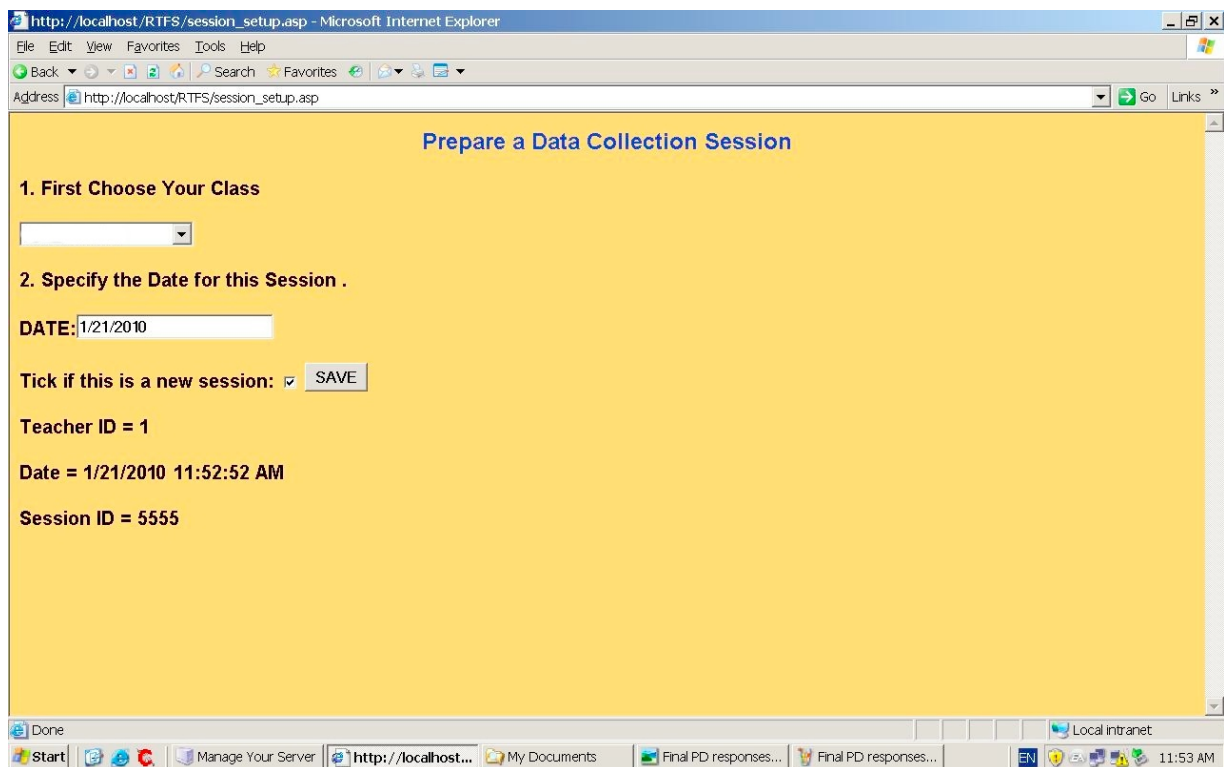 http://localhost/RTFS/session_setup.asp - Microsoft Internet Explorer
File Edit View Favorites Tools Help
Back Search Favorites
Address http://localhost/RTFS/session_setup.asp Go Links »
Prepare a Data Collection Session
1. First Choose Your Class
2. Specify the Date for this Session .
DATE: 1/21/2010
Tick if this is a new session: SAVE
Teacher ID = 1
Date = 1/21/2010 11:52:52 AM
Session ID = 5555
Done Local intranet
Start Manage Your Server http://localhost... My Documents Final PD responses... Final PD responses... EN 11:53 AM